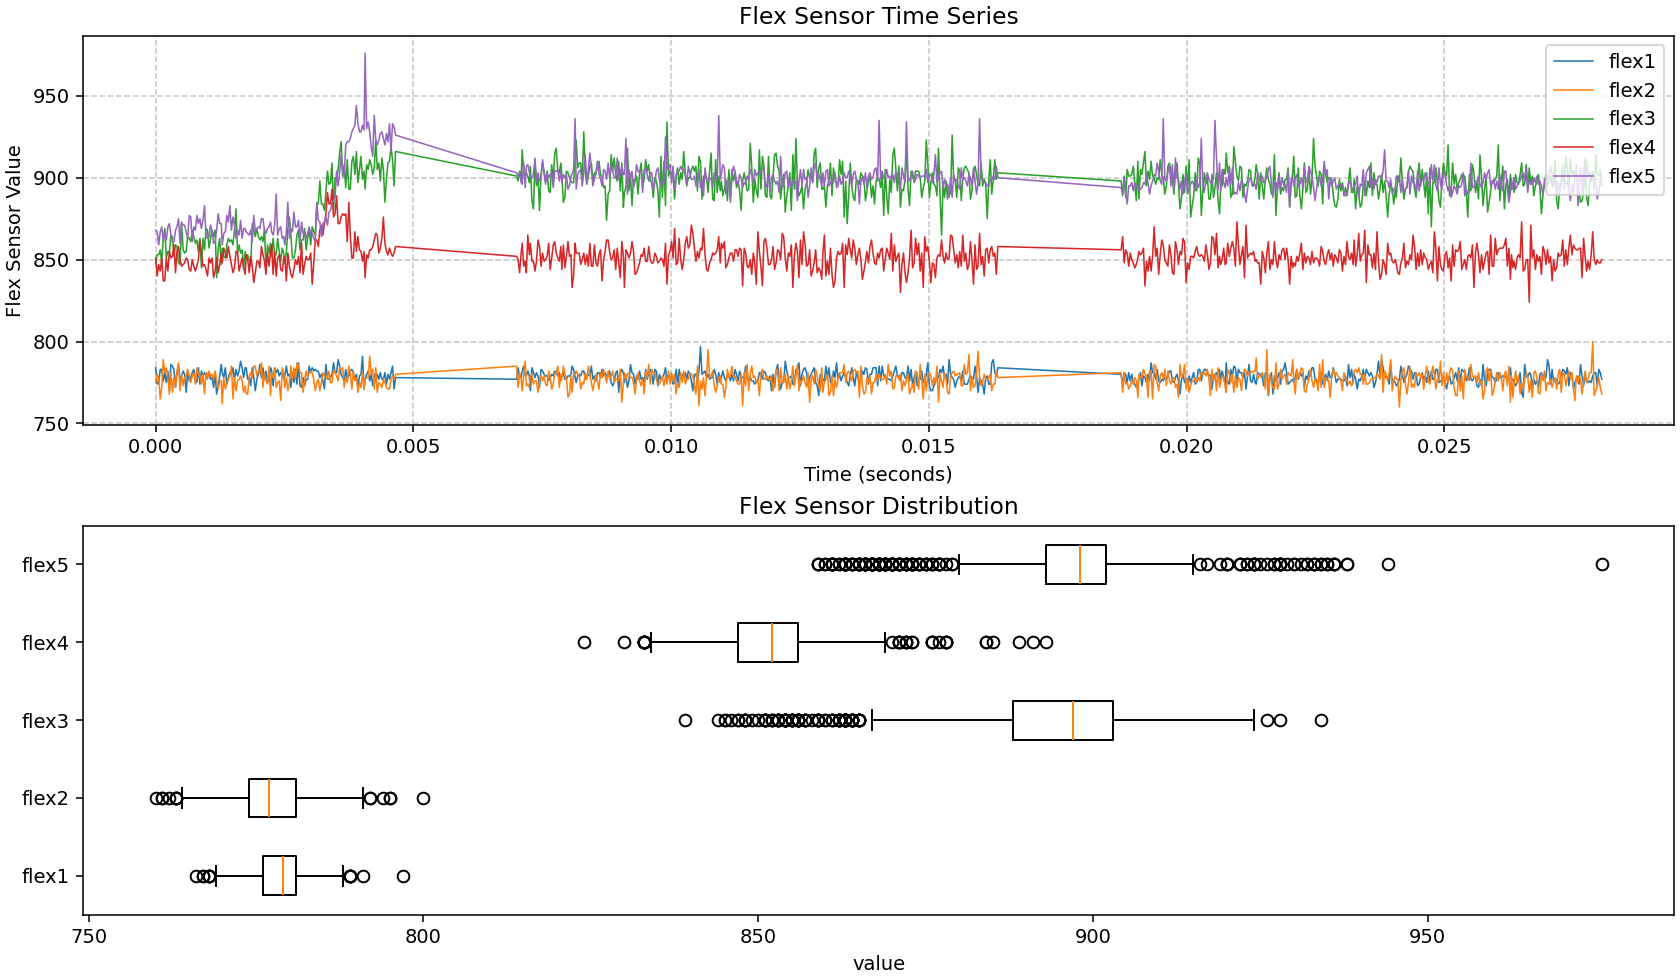 Flex Sensor Time Series
Flex Sensor Value
950
900
850
800
750
flex1
flex2
flex3
flex4
flex5
0.000 0.005 0.010 0.015 0.020 0.025
Time (seconds)
Flex Sensor Distribution
flex5
flex4
flex3
flex2
flex1
750 800 850 900 950
value